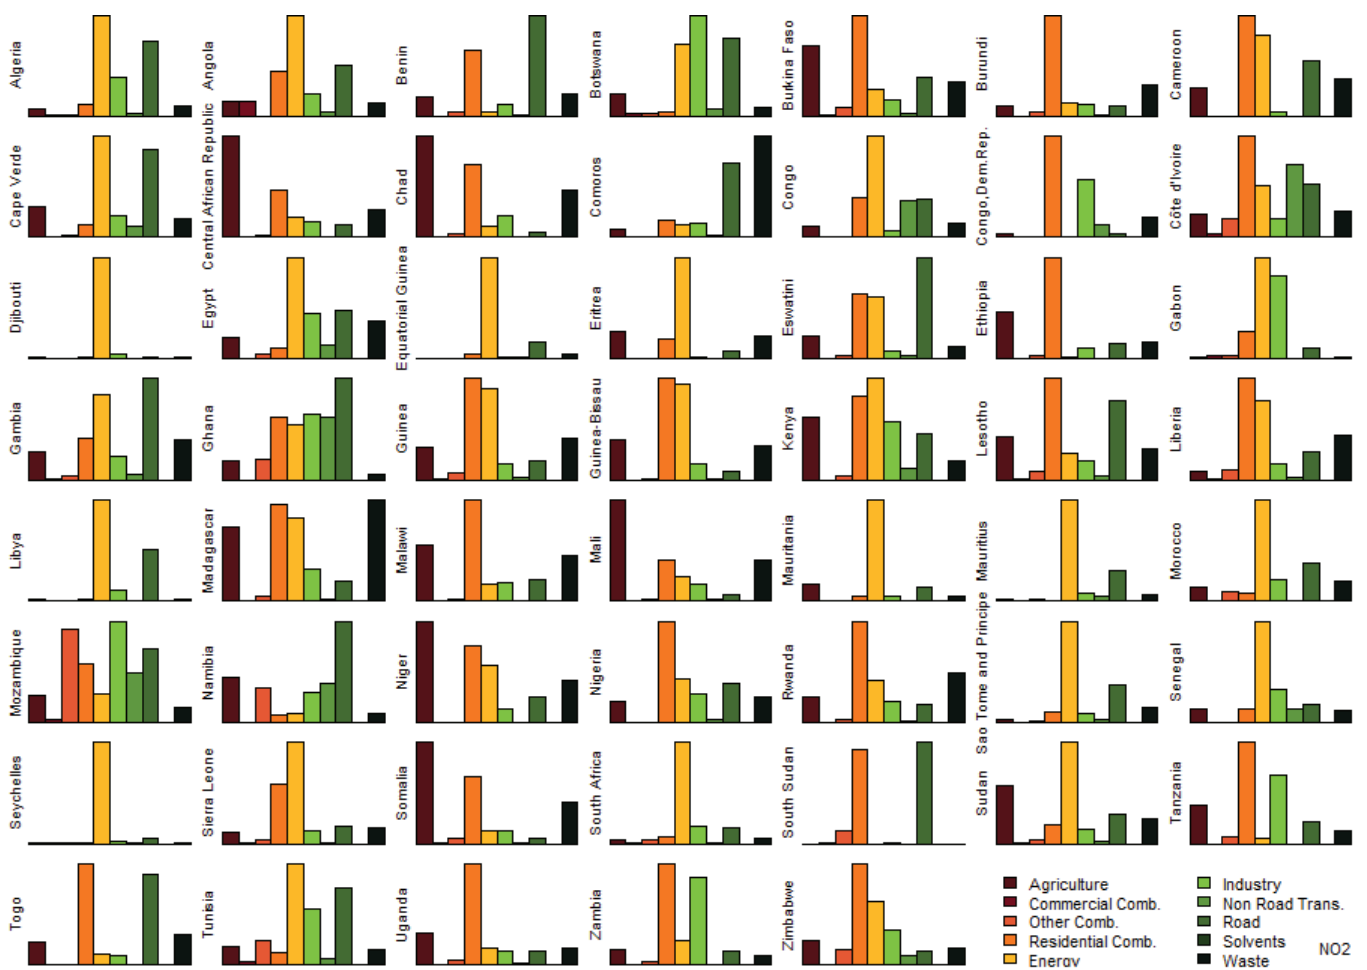 Algeria
Angola
Benin
Botswana
Burkina Faso
Burundi
Cameroon
Cape Verde
Central African Republic
Chad
Comoros
Congo
Congo,Dem.Rep.
Côte d'Ivoire
Djibouti
Egypt
Equatorial Guinea
Eritrea
Eswatini
Ethiopia
Gabon
Gambia
Ghana
Guinea
Guinea-Bissau
Kenya
Lesotho
Liberia
Libya
Madagascar
Malawi
Mali
Mauritania
Mauritius
Morocco
Mozambique
Namibia
Niger
Nigeria
Rwanda
Sao Tome and Principe
Senegal
Seychelles
Sierra Leone
Somalia
South Africa
South Sudan
Sudan
Tanzania
Togo
Tunisia
Uganda
Zambia
Zimbabwe
Agriculture
Commercial Comb.
Other Comb.
Residential Comb.
Energy
Industry
Non Road Trans.
Road
Solvents
Waste
NO2